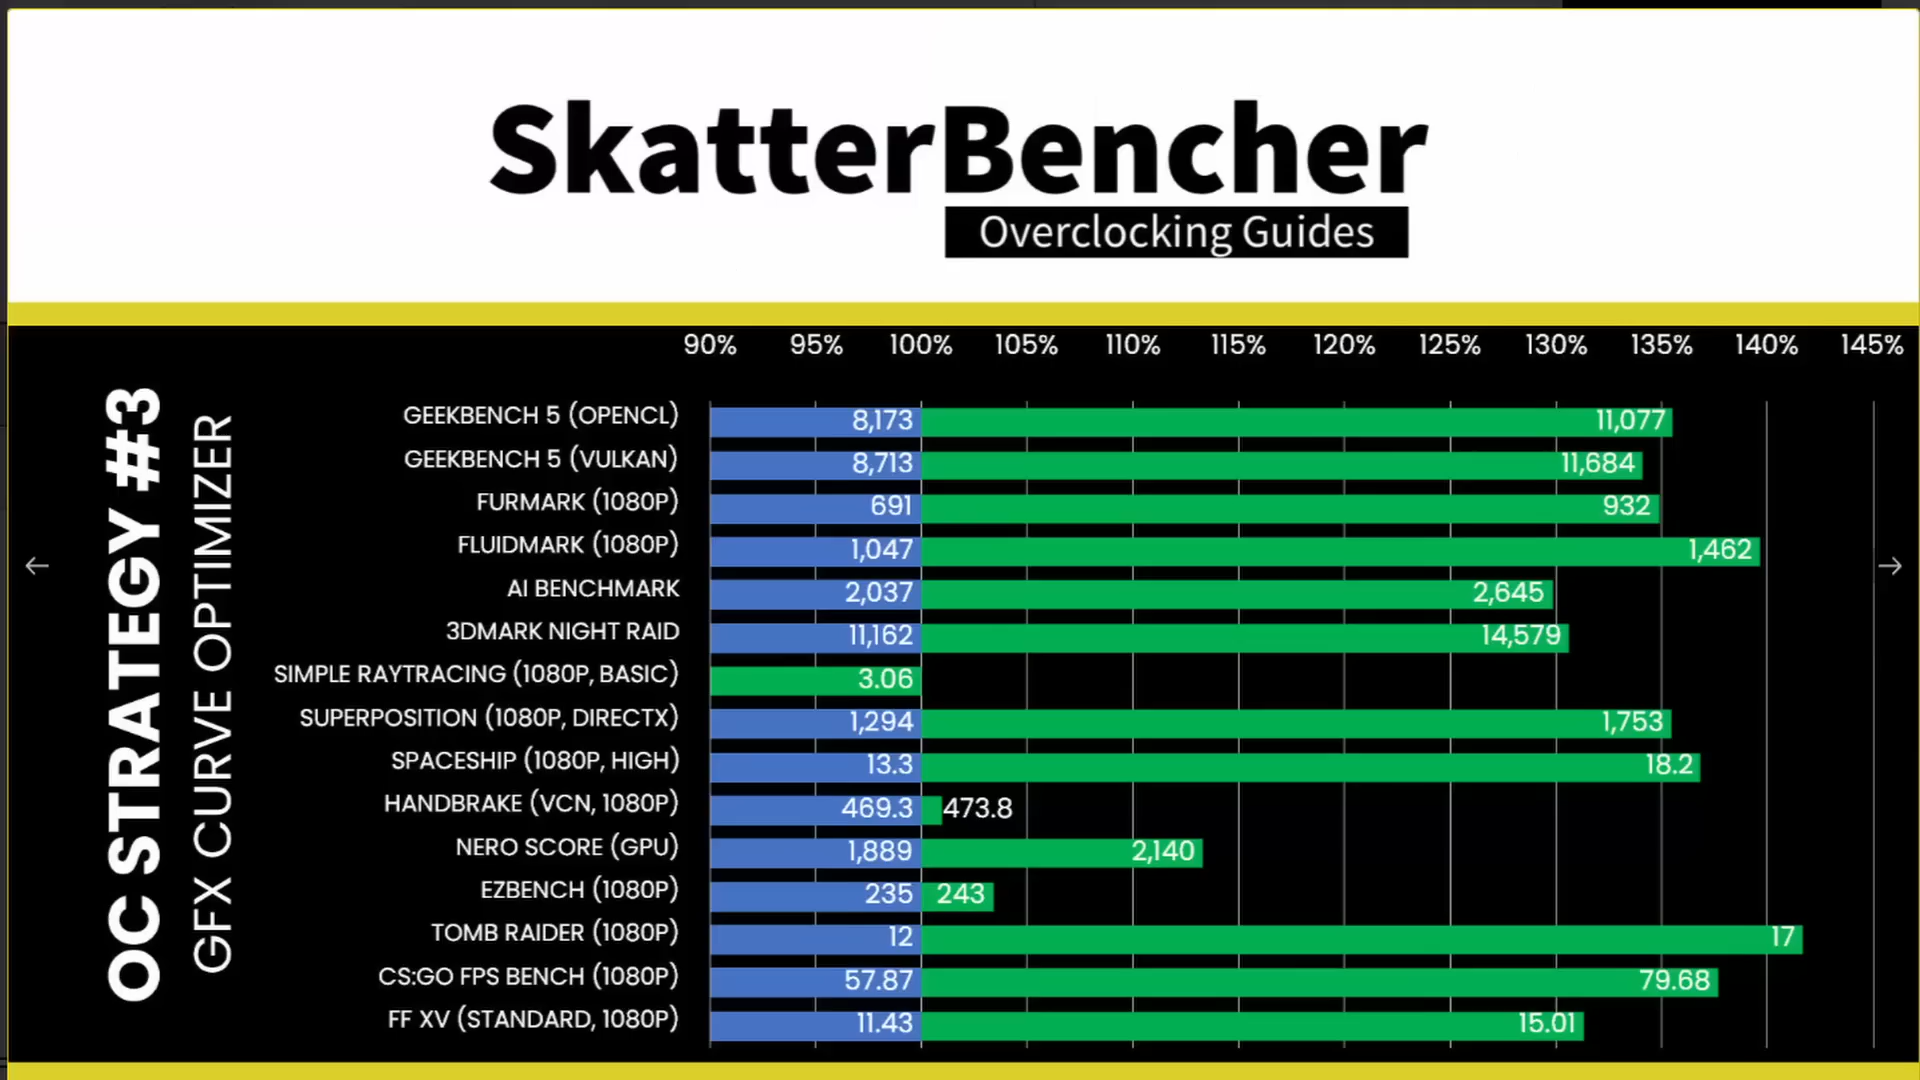 SkatterBencher
Overclocking Guides
90% 95% 100% 105% 110% 115% 120% 125% 130% 135% 140% 145%
OC STRATEGY #3
GFX CURVE OPTIMIZER
GEEKBENCH 5 (OPENCL) 8,173 11,077
GEEKBENCH 5 (VULKAN) 8,713 11,684
FURMARK (1080P) 691 932
FLUIDMARK (1080P) 1,047 1,462
AI BENCHMARK 2,037 2,645
3DMARK NIGHT RAID 11,162 14,579
SIMPLE RAYTRACING (1080P, BASIC) 3.06
SUPERPOSITION (1080P, DIRECTX) 1,294 1,753
SPACESHIP (1080P, HIGH) 13.3 18.2
HANDBRAKE (VCN, 1080P) 469.3 473.8
NERO SCORE (GPU) 1,889 2,140
EZBENCH (1080P) 235 243
TOMB RAIDER (1080P) 12 17
CS:GO FPS BENCH (1080P) 57.87 79.68
FF XV (STANDARD, 1080P) 11.43 15.01